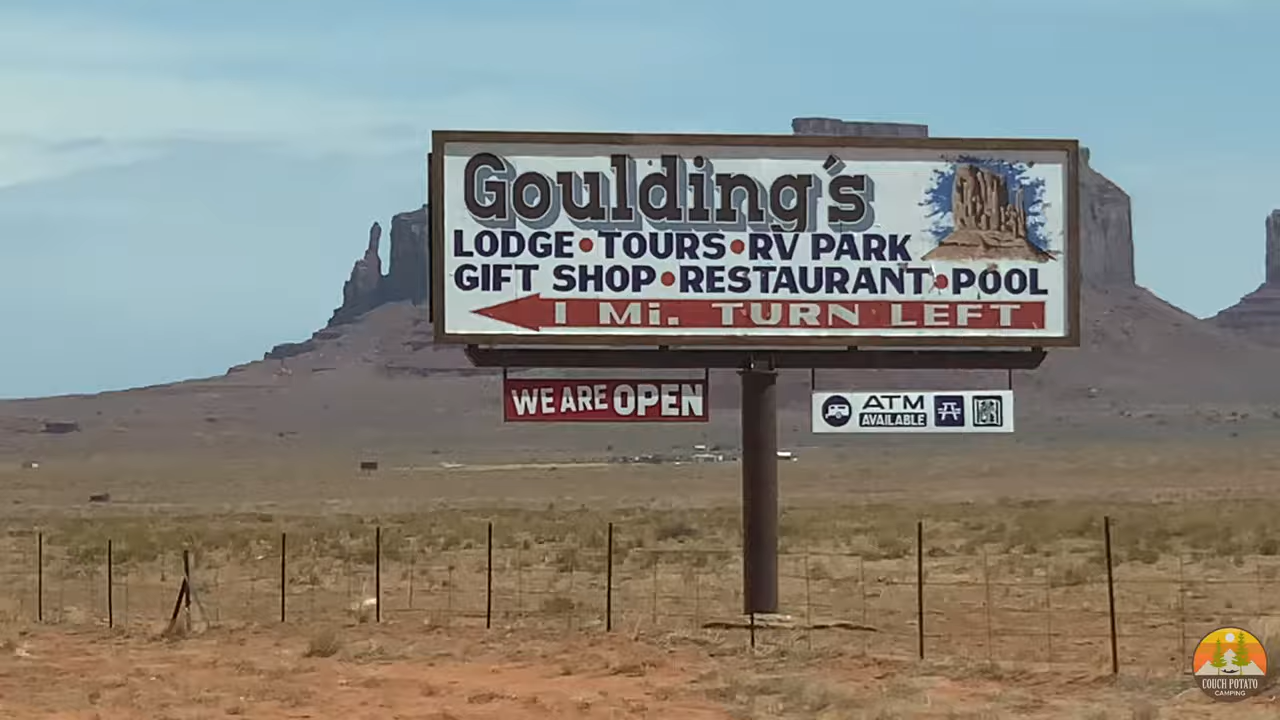 Goulding's
LODGE • TOURS • RV PARK
GIFT SHOP • RESTAURANT • POOL
1 Mi. TURN LEFT
WE ARE OPEN
ATM
AVAILABLE
COUCH POTATO
CAMPING